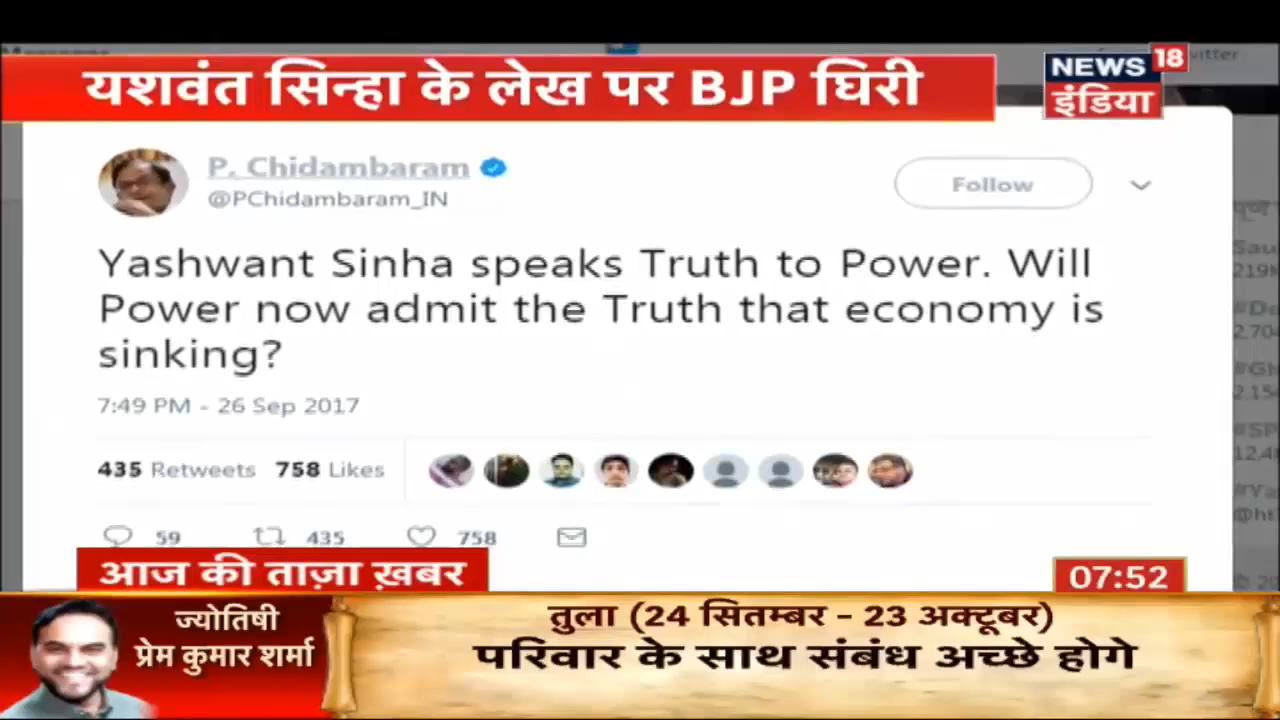 यशवंत सिन्हा के लेख पर BJP घिरी
NEWS 18
इंडिया
P. Chidambaram
@PChidambaram_IN
Follow
Yashwant Sinha speaks Truth to Power. Will
Power now admit the Truth that economy is
sinking?
7:49 PM - 26 Sep 2017
435 Retweets 758 Likes
59 435 758
आज की ताज़ा ख़बर
07:52
ज्योतिषी
प्रेम कुमार शर्मा
तुला (24 सितम्बर - 23 अक्टूबर)
परिवार के साथ संबंध अच्छे होगे